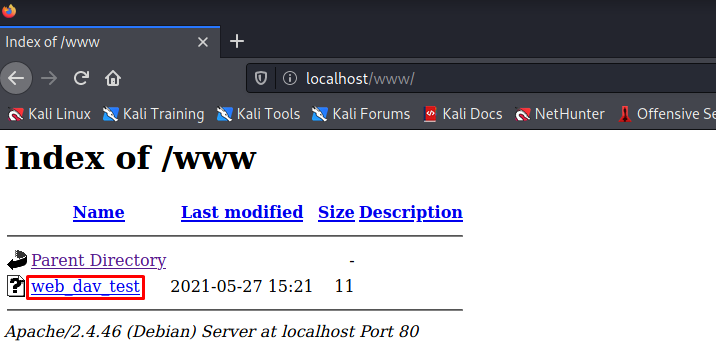 Index of /www
localhost/www/
Kali Linux Kali Training Kali Tools Kali Forums Kali Docs NetHunter Offensive Se
Index of /www
Name Last modified Size Description
Parent Directory -
web_dav_test 2021-05-27 15:21 11
Apache/2.4.46 (Debian) Server at localhost Port 80